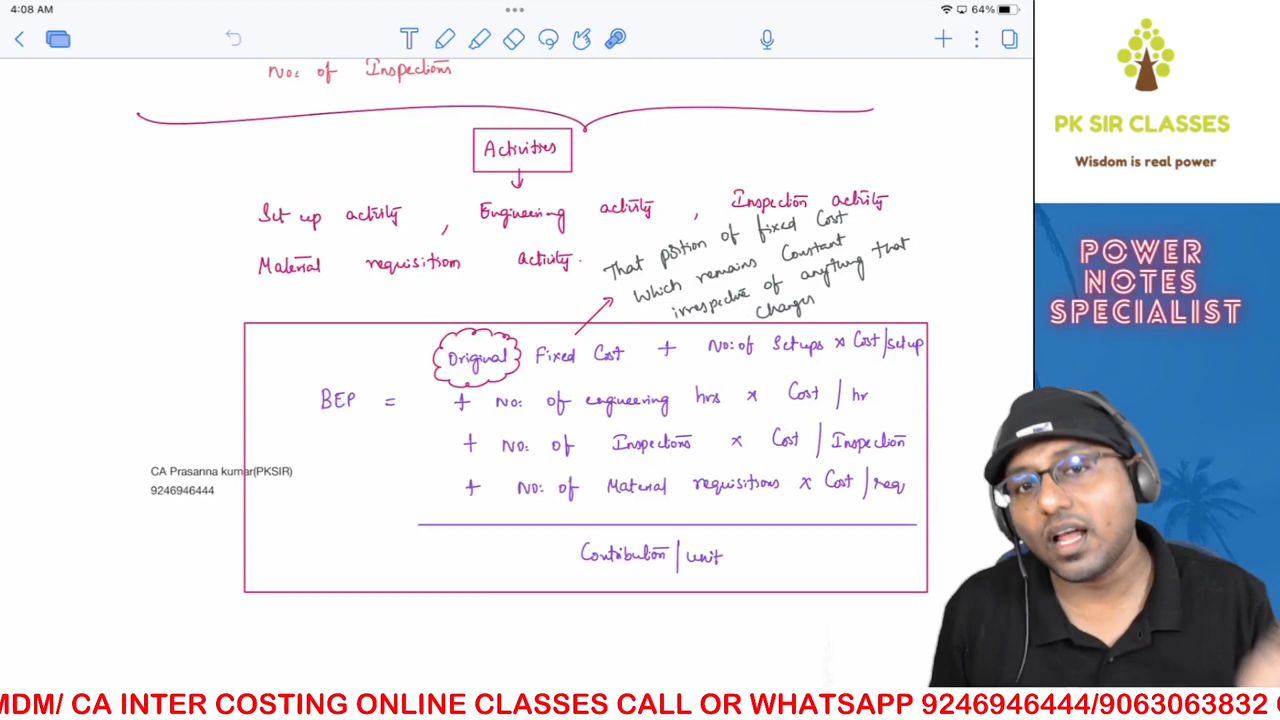 4:08 AM
64%
No: of Inspections
Activities
Set up activity , Engineering activity , Inspection activity
Material requisition activity.
That portion of fixed Cost
which remains Constant
irrespective of anything that
changes
Original Fixed Cost + No: of Setups x Cost/setup
BEP = + No: of engineering hrs x Cost / hr
+ No: of Inspections x Cost / Inspection
+ No: of Material requisitions x Cost / req
Contribution / unit
CA Prasanna kumar(PKSIR)
9246946444
PK SIR CLASSES
Wisdom is real power
POWER
NOTES
SPECIALIST
MDM/ CA INTER COSTING ONLINE CLASSES CALL OR WHATSAPP 9246946444/9063063832